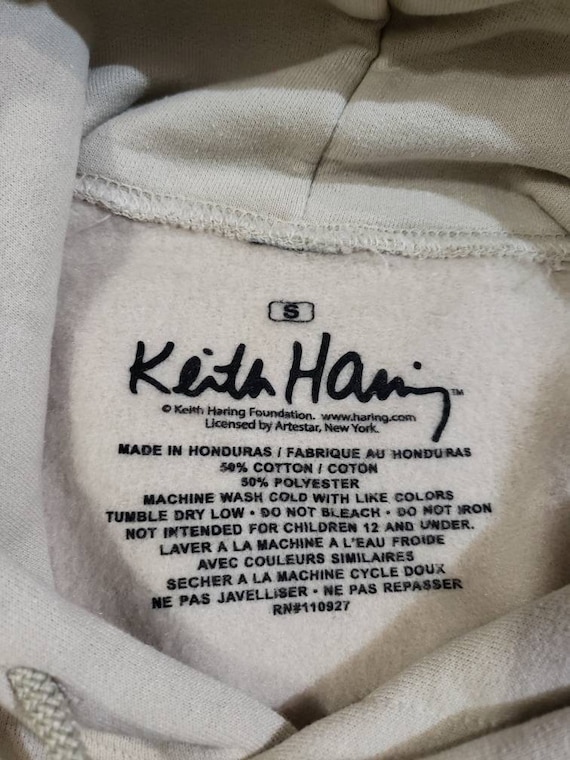 S
Keith Haring™
© Keith Haring Foundation. www.haring.com
Licensed by Artestar, New York.
MADE IN HONDURAS / FABRIQUE AU HONDURAS
50% COTTON / COTON
50% POLYESTER
MACHINE WASH COLD WITH LIKE COLORS
TUMBLE DRY LOW • DO NOT BLEACH • DO NOT IRON
NOT INTENDED FOR CHILDREN 12 AND UNDER.
LAVER A LA MACHINE A L'EAU FROIDE
AVEC COULEURS SIMILAIRES
SECHER A LA MACHINE CYCLE DOUX
NE PAS JAVELLISER • NE PAS REPASSER
RN#110927